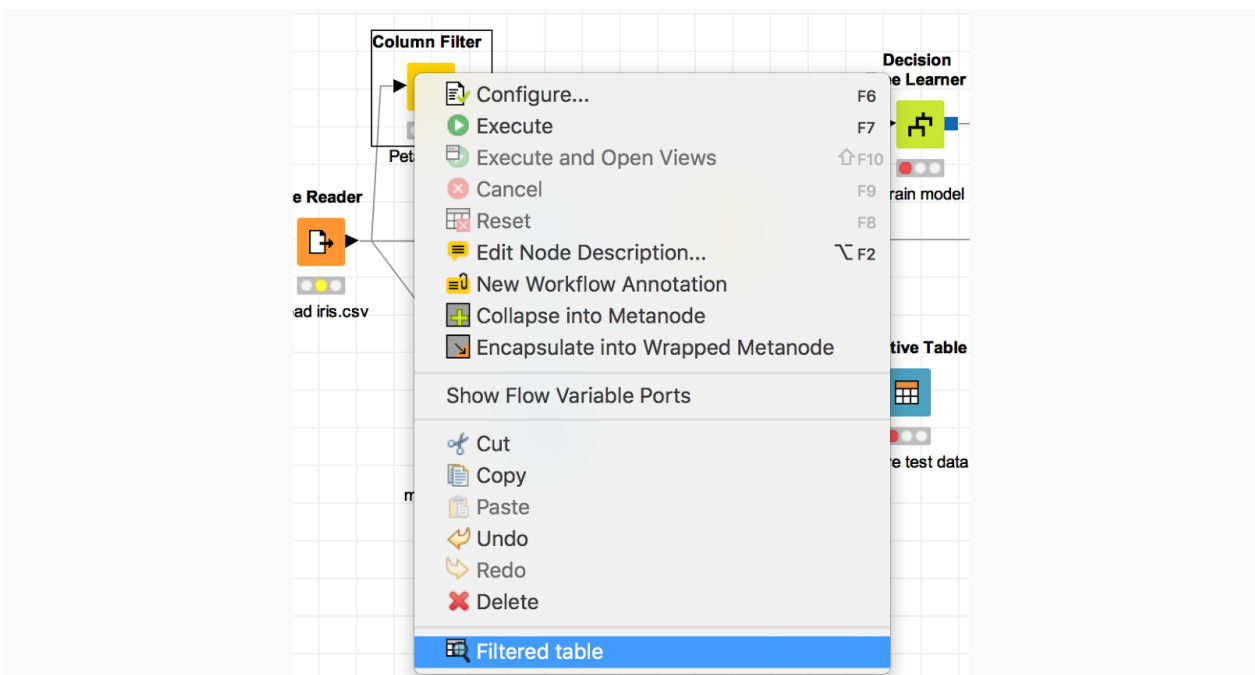 Column Filter
Decision
ee Learner
Configure... F6
Execute F7
Execute and Open Views ⇧F10
Cancel F9
Reset F8
Edit Node Description... ⌥F2
New Workflow Annotation
Collapse into Metanode
Encapsulate into Wrapped Metanode
Show Flow Variable Ports
Cut
Copy
Paste
Undo
Redo
Delete
Filtered table
Pet
rain model
e Reader
ad iris.csv
tive Table
e test data
m